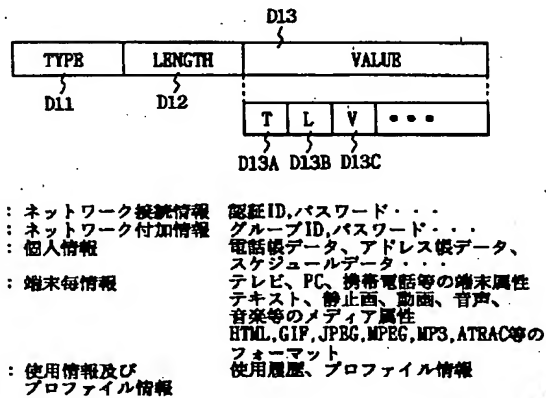 D13
TYPE LENGTH VALUE
D11 D12
T L V •••
D13A D13B D13C
: ネットワーク接続情報 認証ID,パスワード・・・
: ネットワーク付加情報 グループID,パスワード・・・
: 個人情報 電話帳データ、アドレス帳データ、
スケジュールデータ・・・
: 端末毎情報 テレビ、PC、携帯電話等の端末属性
テキスト、静止画、動画、音声、
音楽等のメディア属性
HTML,GIF,JPEG,MPEG,MP3,ATRAC等の
フォーマット
: 使用情報及び 使用履歴、プロファイル情報
プロファイル情報